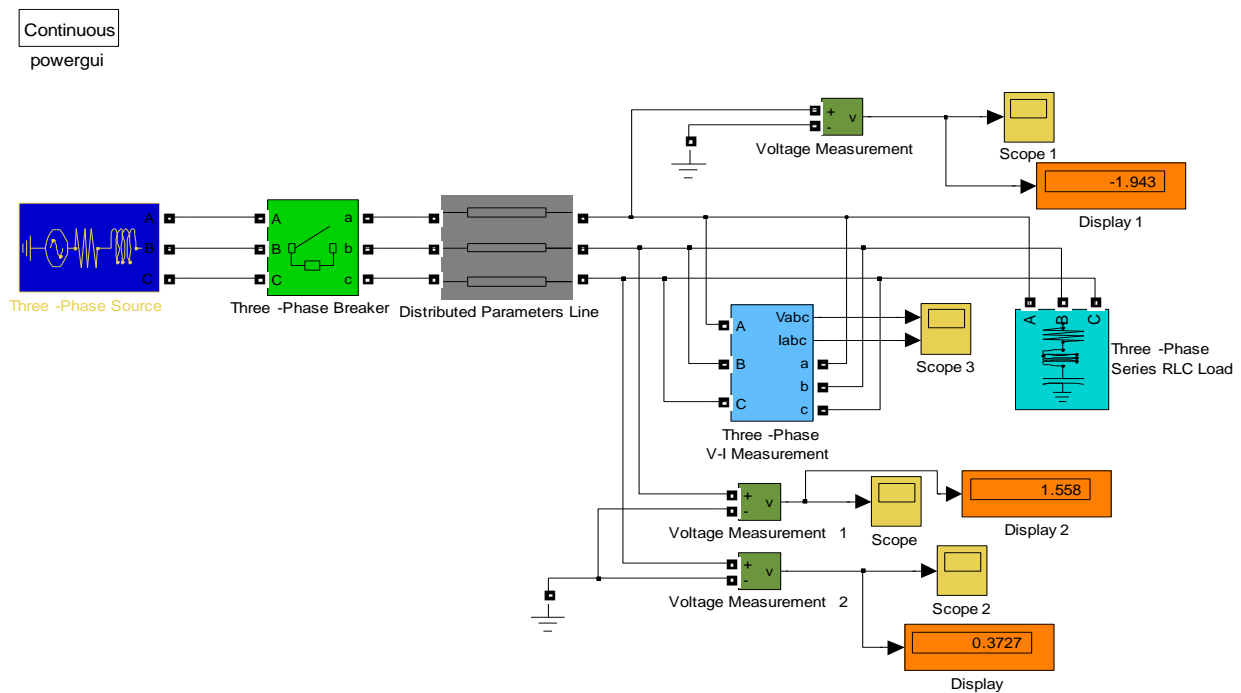 Continuous
powergui
+
-
v
Voltage Measurement
Scope 1
-1.943
Display 1
A
B
C
Three -Phase Source
A
B
C
a
b
c
Three -Phase Breaker
Distributed Parameters Line
A
B
C
Vabc
Iabc
a
b
c
Three -Phase
V-I Measurement
Scope 3
A
B
C
Three -Phase
Series RLC Load
+
-
v
Voltage Measurement 1
Scope
1.558
Display 2
+
-
v
Voltage Measurement 2
Scope 2
0.3727
Display